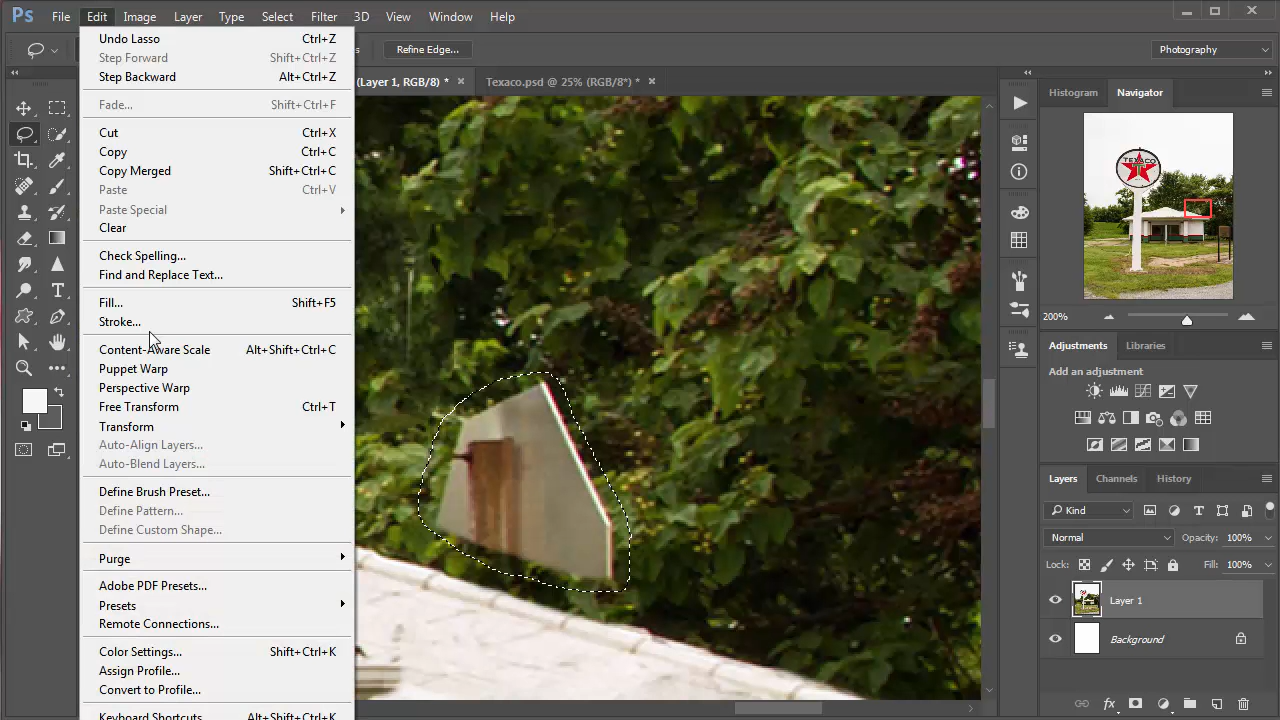 Ps File Edit Image Layer Type Select Filter 3D View Window Help
Refine Edge...
Photography
(Layer 1, RGB/8) *
Texaco.psd @ 25% (RGB/8*) *
Undo Lasso Ctrl+Z
Step Forward Shift+Ctrl+Z
Step Backward Alt+Ctrl+Z
Fade... Shift+Ctrl+F
Cut Ctrl+X
Copy Ctrl+C
Copy Merged Shift+Ctrl+C
Paste Ctrl+V
Paste Special
Clear
Check Spelling...
Find and Replace Text...
Fill... Shift+F5
Stroke...
Content-Aware Scale Alt+Shift+Ctrl+C
Puppet Warp
Perspective Warp
Free Transform Ctrl+T
Transform
Auto-Align Layers...
Auto-Blend Layers...
Define Brush Preset...
Define Pattern...
Define Custom Shape...
Purge
Adobe PDF Presets...
Presets
Remote Connections...
Color Settings... Shift+Ctrl+K
Assign Profile...
Convert to Profile...
Keyboard Shortcuts Alt+Shift+Ctrl+K
Histogram Navigator
TEXACO
200%
Adjustments Libraries
Add an adjustment
Layers Channels History
Kind
Normal Opacity: 100%
Lock: Fill: 100%
Layer 1
Background